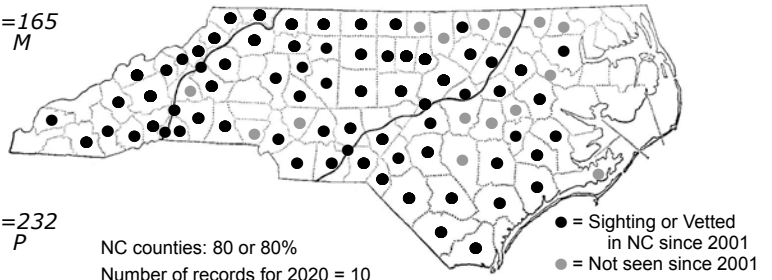 =165
M
=232
P
NC counties: 80 or 80%
Number of records for 2020 = 10
● = Sighting or Vetted
in NC since 2001
● = Not seen since 2001